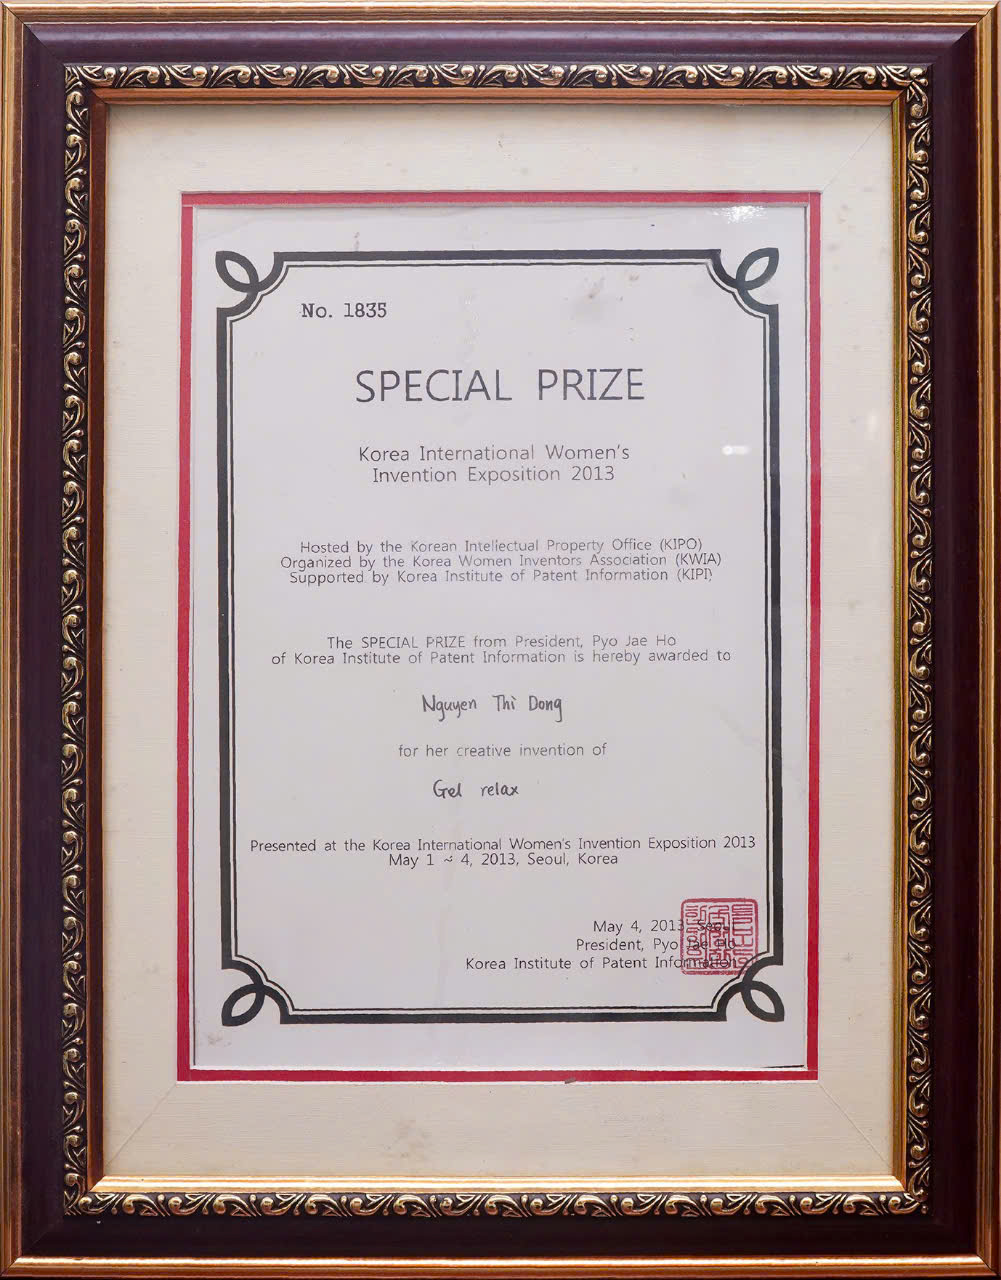 No. 1835
SPECIAL PRIZE
Korea International Women's
Invention Exposition 2013
Hosted by the Korean Intellectual Property Office (KIPO)
Organized by the Korea Women Inventors Association (KWIA)
Supported by Korea Institute of Patent Information (KIPI)
The SPECIAL PRIZE from President, Pyo Jae Ho
of Korea Institute of Patent Information is hereby awarded to
Nguyen Thi Dong
for her creative invention of
Gel relax
Presented at the Korea International Women's Invention Exposition 2013
May 1 ~ 4, 2013, Seoul, Korea
May 4, 2013
President, Pyo Jae Ho
Korea Institute of Patent Information